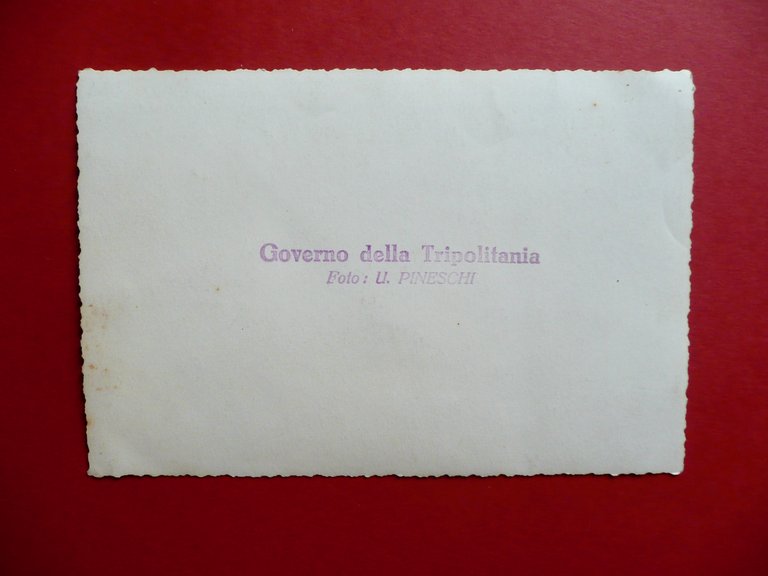 Governo della Tripolitania
Foto: U. PINESCHI